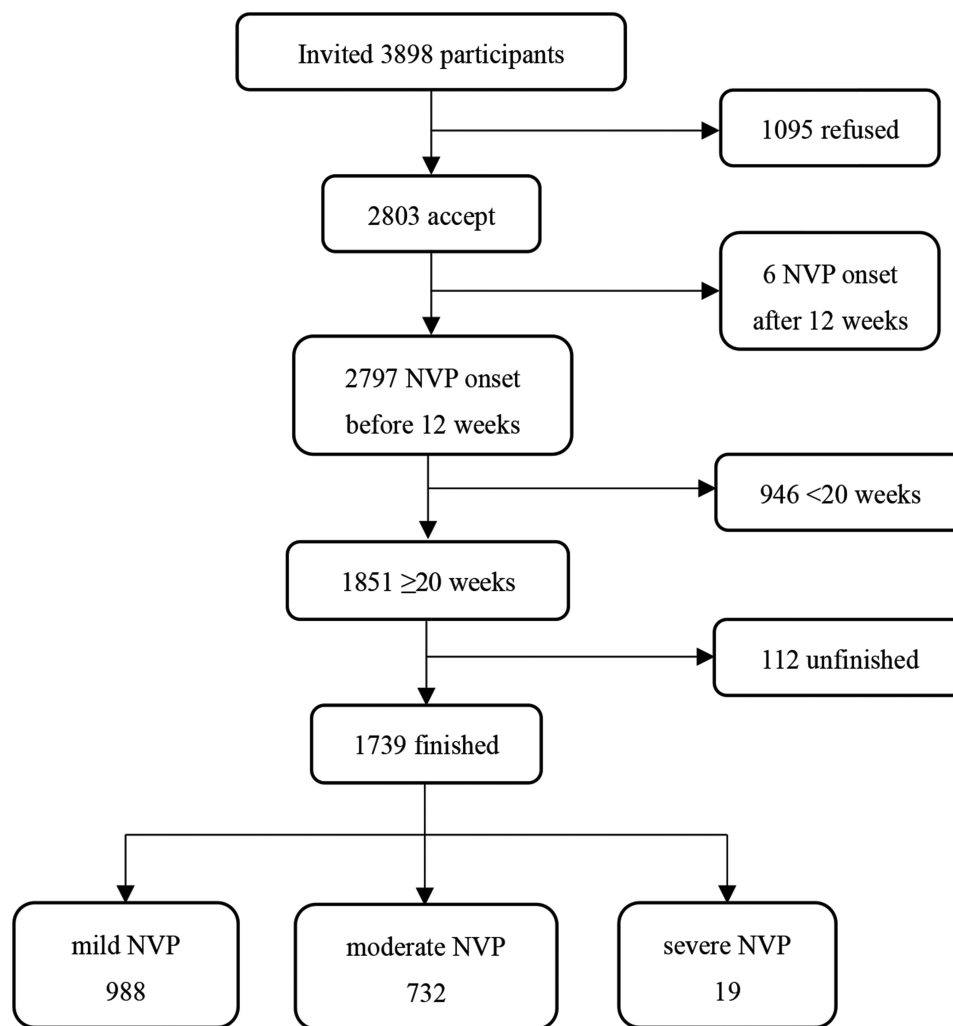 Invited 3898 participants
1095 refused
2803 accept
6 NVP onset
after 12 weeks
2797 NVP onset
before 12 weeks
946 <20 weeks
1851 ≥20 weeks
112 unfinished
1739 finished
mild NVP
988
moderate NVP
732
severe NVP
19